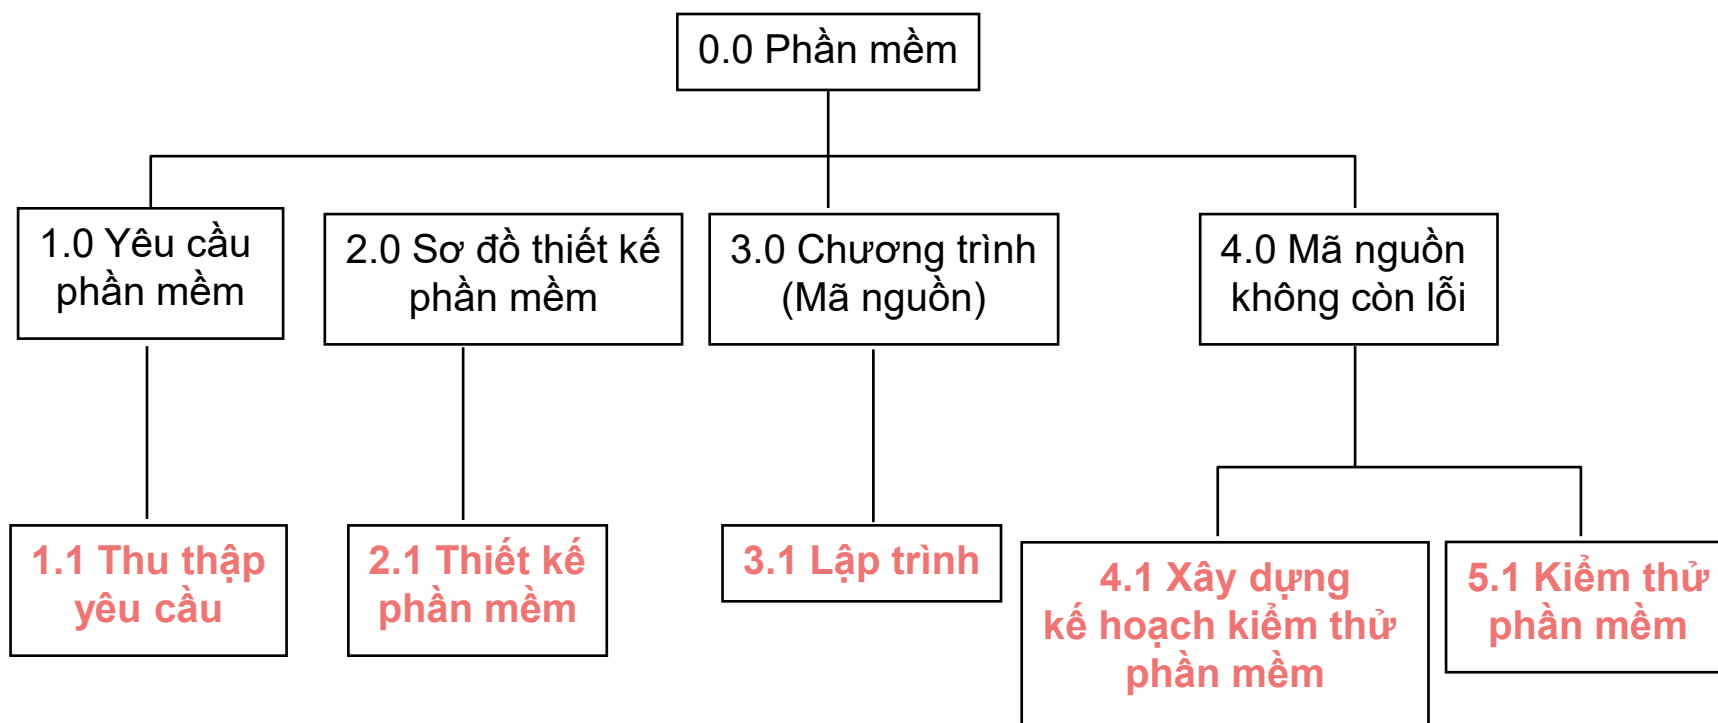 0.0 Phần mềm
1.0 Yêu cầu
phần mềm
2.0 Sơ đồ thiết kế
phần mềm
3.0 Chương trình
(Mã nguồn)
4.0 Mã nguồn
không còn lỗi
1.1 Thu thập
yêu cầu
2.1 Thiết kế
phần mềm
3.1 Lập trình
4.1 Xây dựng
kế hoạch kiểm thử
phần mềm
5.1 Kiểm thử
phần mềm